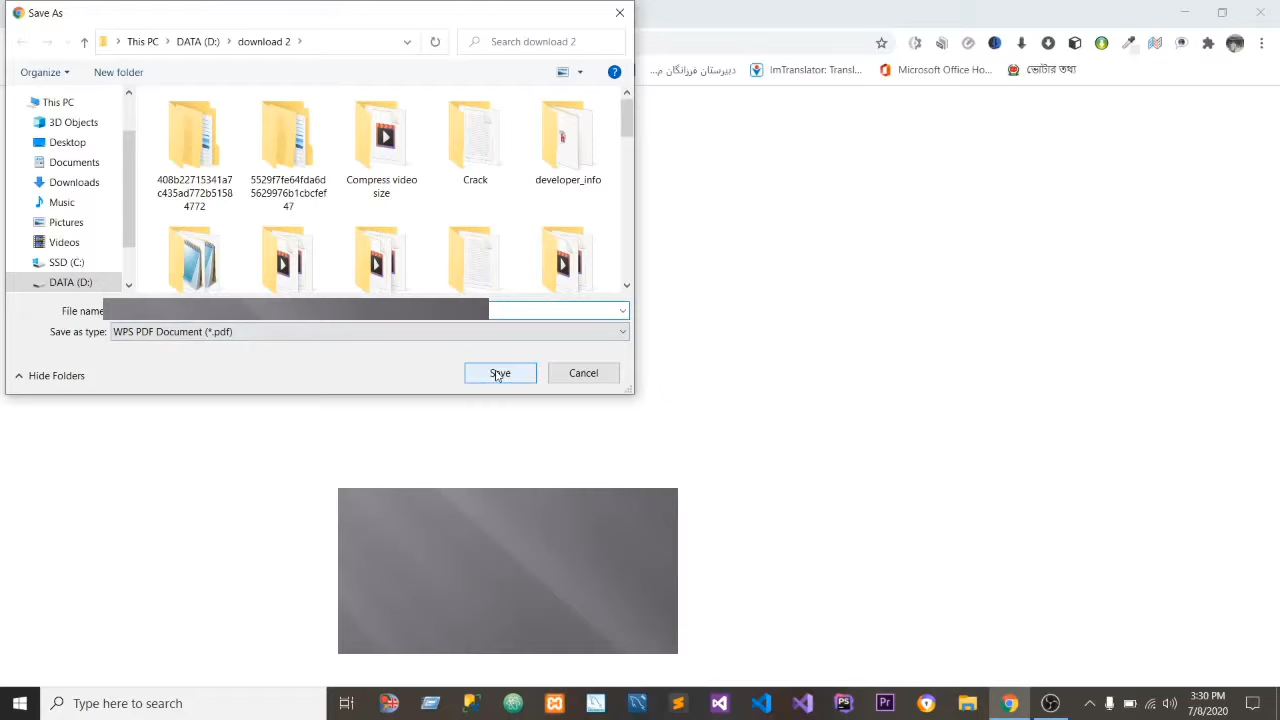 Save As
This PC
DATA (D:)
download 2
Search download 2
Organize
New folder
دبیرستان فرزانگان م...
ImTranslator: Transl...
Microsoft Office Ho...
ভোটার তথ্য
This PC
3D Objects
Desktop
Documents
Downloads
Music
Pictures
Videos
SSD (C:)
DATA (D:)
408b22715341a7
c435ad772b5158
4772
5529f7fe64fda6d
5629976b1cbcfef
47
Compress video
size
Crack
developer_info
File name
Save as type: WPS PDF Document (*.pdf)
Hide Folders
Save
Cancel
Type here to search
3:30 PM
7/8/2020